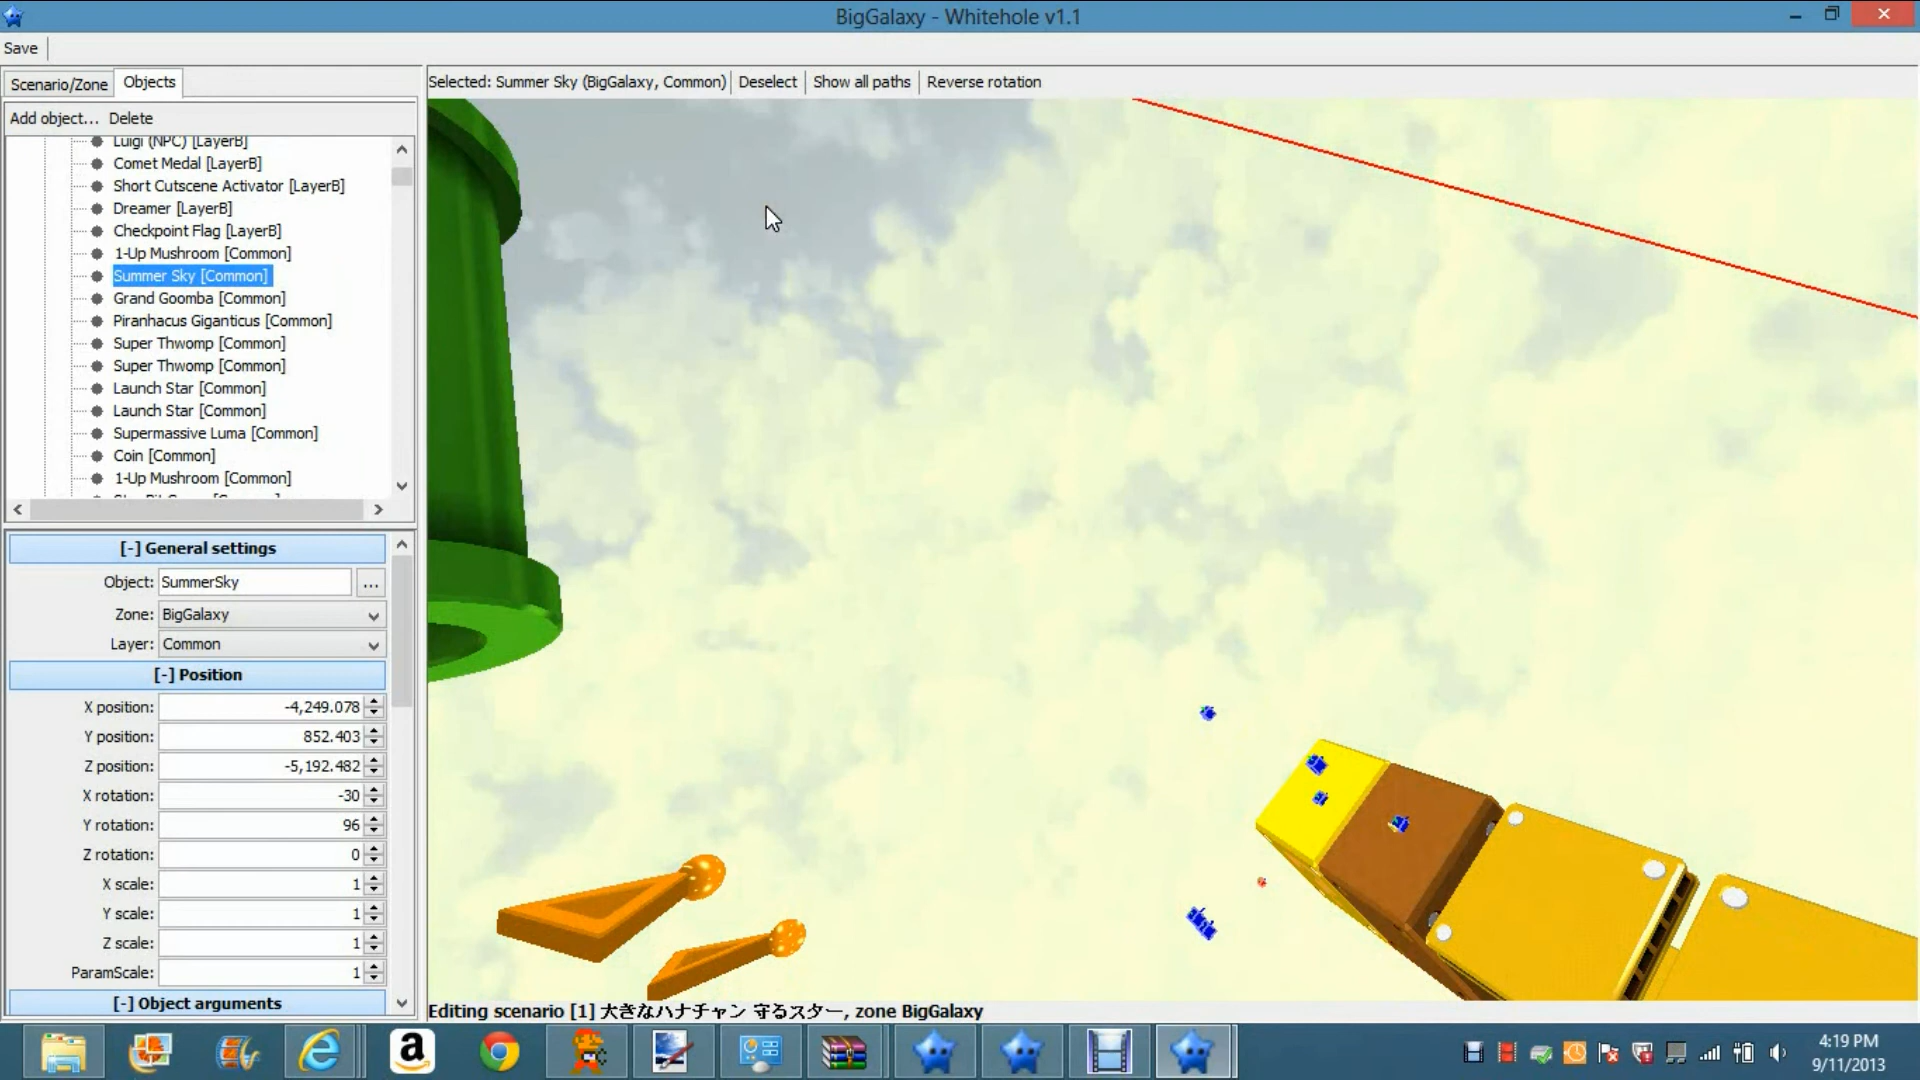 BigGalaxy - Whitehole v1.1
Save
Scenario/Zone
Objects
Selected: Summer Sky (BigGalaxy, Common)
Deselect
Show all paths
Reverse rotation
Add object...
Delete
Luigi (NPC) [LayerB]
Comet Medal [LayerB]
Short Cutscene Activator [LayerB]
Dreamer [LayerB]
Checkpoint Flag [LayerB]
1-Up Mushroom [Common]
Summer Sky [Common]
Grand Goomba [Common]
Piranhacus Giganticus [Common]
Super Thwomp [Common]
Super Thwomp [Common]
Launch Star [Common]
Launch Star [Common]
Supermassive Luma [Common]
Coin [Common]
1-Up Mushroom [Common]
[-] General settings
Object: SummerSky ...
Zone: BigGalaxy
Layer: Common
[-] Position
X position: -4,249.078
Y position: 852.403
Z position: -5,192.482
X rotation: -30
Y rotation: 96
Z rotation: 0
X scale: 1
Y scale: 1
Z scale: 1
ParamScale: 1
[-] Object arguments
Editing scenario [1] 大きなハナチャン 守るスター, zone BigGalaxy
4:19 PM
9/11/2013